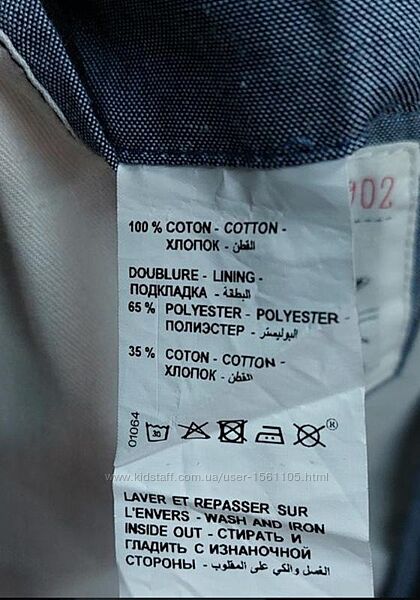 902
100 % COTON - COTTON -
ХЛОПОК - القطن
DOUBLURE - LINING -
ПОДКЛАДКА - البطانة
65 % POLYESTER - POLYESTER -
ПОЛИЭСТЕР - البوليستر
35 % COTON - COTTON -
ХЛОПОК - القطن
01064
30
®
www.kidstaff.com.ua/user-1561105.html
LAVER ET REPASSER SUR
L'ENVERS - WASH AND IRON
INSIDE OUT - СТИРАТЬ И
ГЛАДИТЬ С ИЗНАНОЧНОЙ
СТОРОНЫ - الغسل والكي على المقلوب -